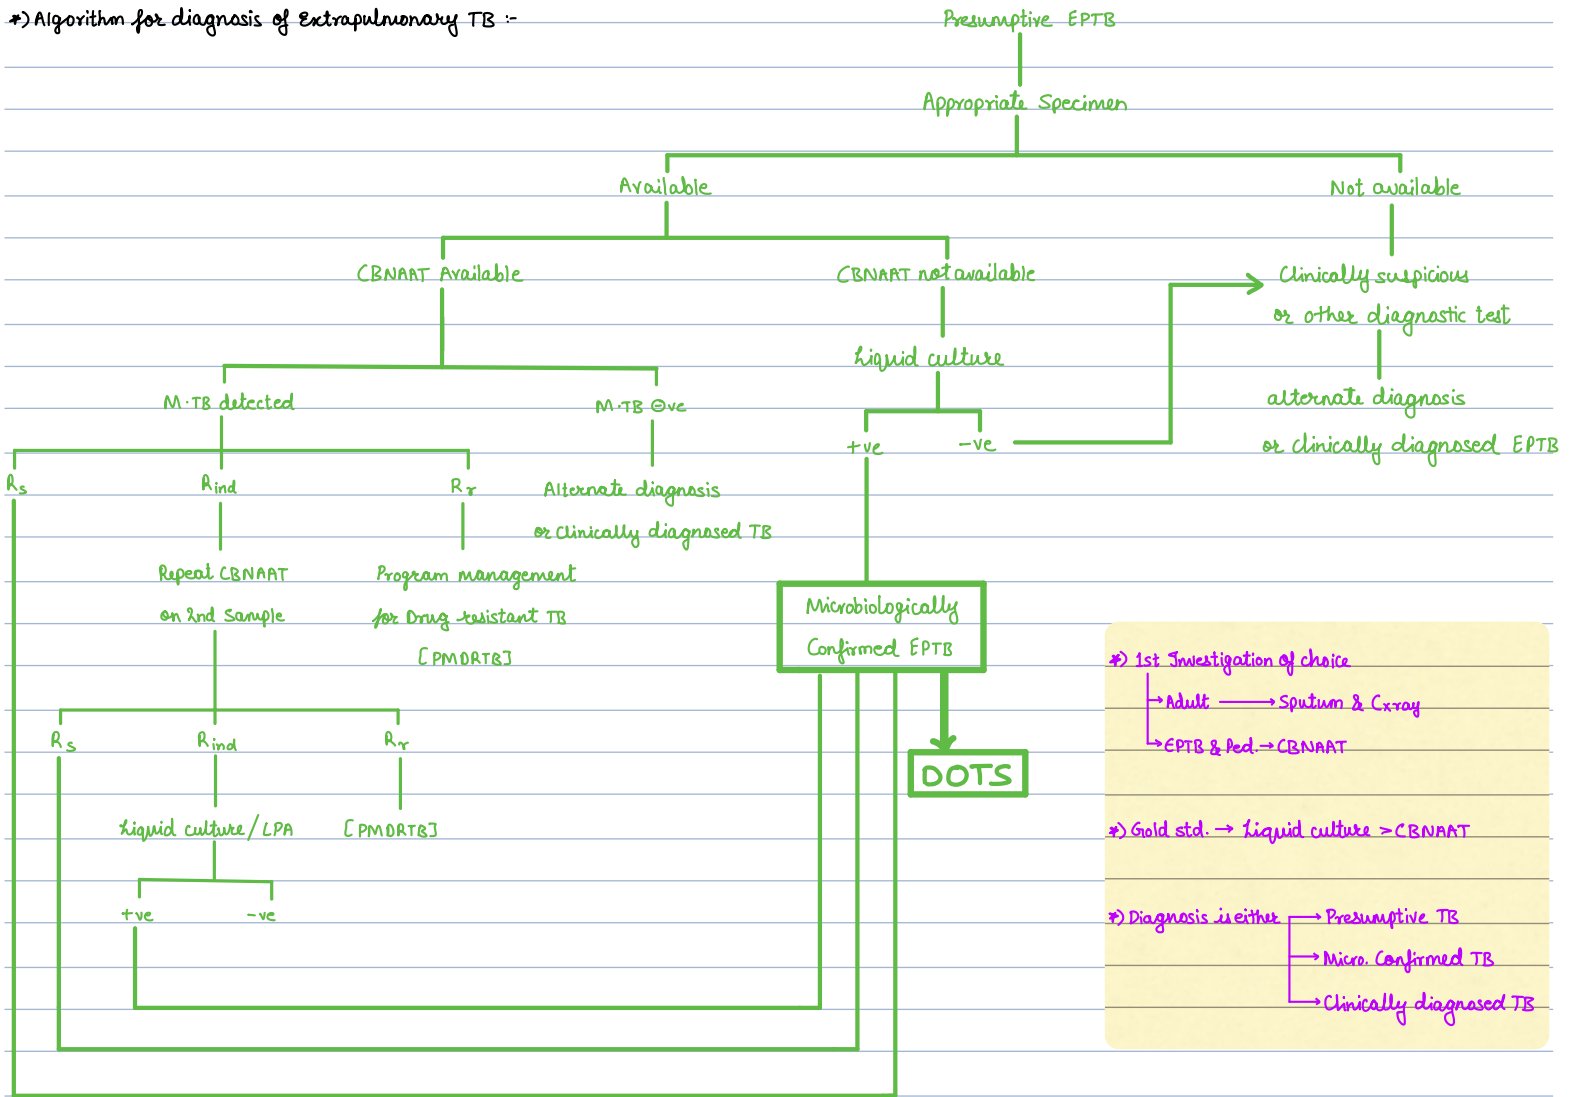 *) Algorithm for diagnosis of Extrapulmonary TB :-
Presumptive EPTB
Appropriate Specimen
Available
Not available
CBNAAT Available
CBNAAT not available
Clinically suspicious
or other diagnostic test
Liquid culture
alternate diagnosis
or clinically diagnosed EPTB
M.TB detected
M.TB ⊖ve
+ve
-ve
Rs
Rind
Rr
Alternate diagnosis
or Clinically diagnosed TB
Repeat CBNAAT
on 2nd Sample
Program management
for Drug resistant TB
[PMDRTB]
Microbiologically
Confirmed EPTB
DOTS
Rs
Rind
Rr
Liquid culture/LPA
[PMDRTB]
+ve
-ve
*) 1st Investigation of choice
Adult → Sputum & Cxray
EPTB & Ped. → CBNAAT
*) Gold std. → Liquid culture > CBNAAT
*) Diagnosis is either → Presumptive TB
→ Micro. Confirmed TB
→ Clinically diagnosed TB